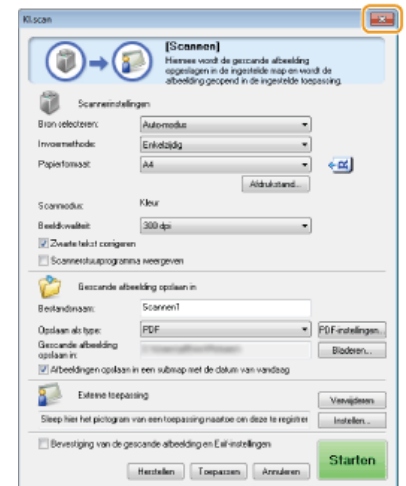 Kl.scan
[Scannen]
Hiermee wordt de gescande afbeelding
opgeslagen in de ingestelde map en wordt de
afbeelding geopend in de ingestelde toepassing.
Scannerinstellingen
Bron selecteren: Auto-modus
Invoermethode: Enkelzijdig
Papierformaat: A4
Afdrukstand...
Scanmodus: Kleur
Beeldkwaliteit: 300 dpi
Zwarte tekst corrigeren
Scannerstuurprogramma weergeven
Gescande afbeelding opslaan in
Bestandsnaam: Scannen1
Opslaan als type: PDF PDF-instellingen...
Gescande afbeelding
opslaan in: Bladeren...
Afbeeldingen opslaan in een submap met de datum van vandaag
Externe toepassing Verwijderen
Sleep hier het pictogram van een toepassing naartoe om deze te registrer Instellen...
Bevestiging van de gescande afbeelding en Exif-instellingen
Herstellen Toepassen Annuleren Starten